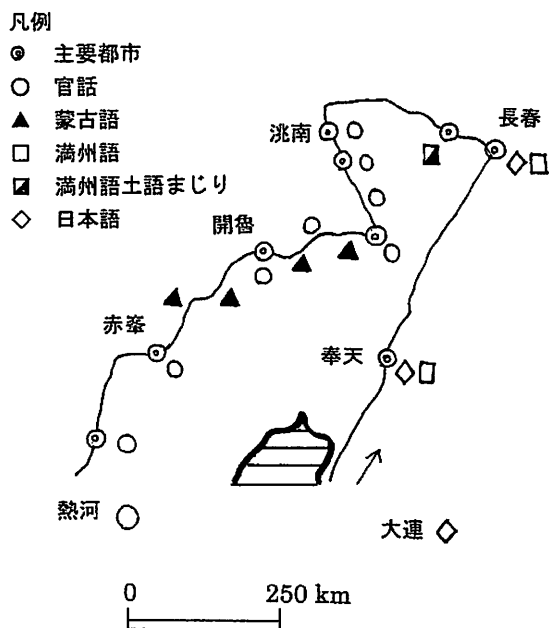 凡例
主要都市
官話
蒙古語
満州語
満州語土語まじり
日本語
長春
洮南
開魯
赤峯
奉天
熱河
大連
0 250 km